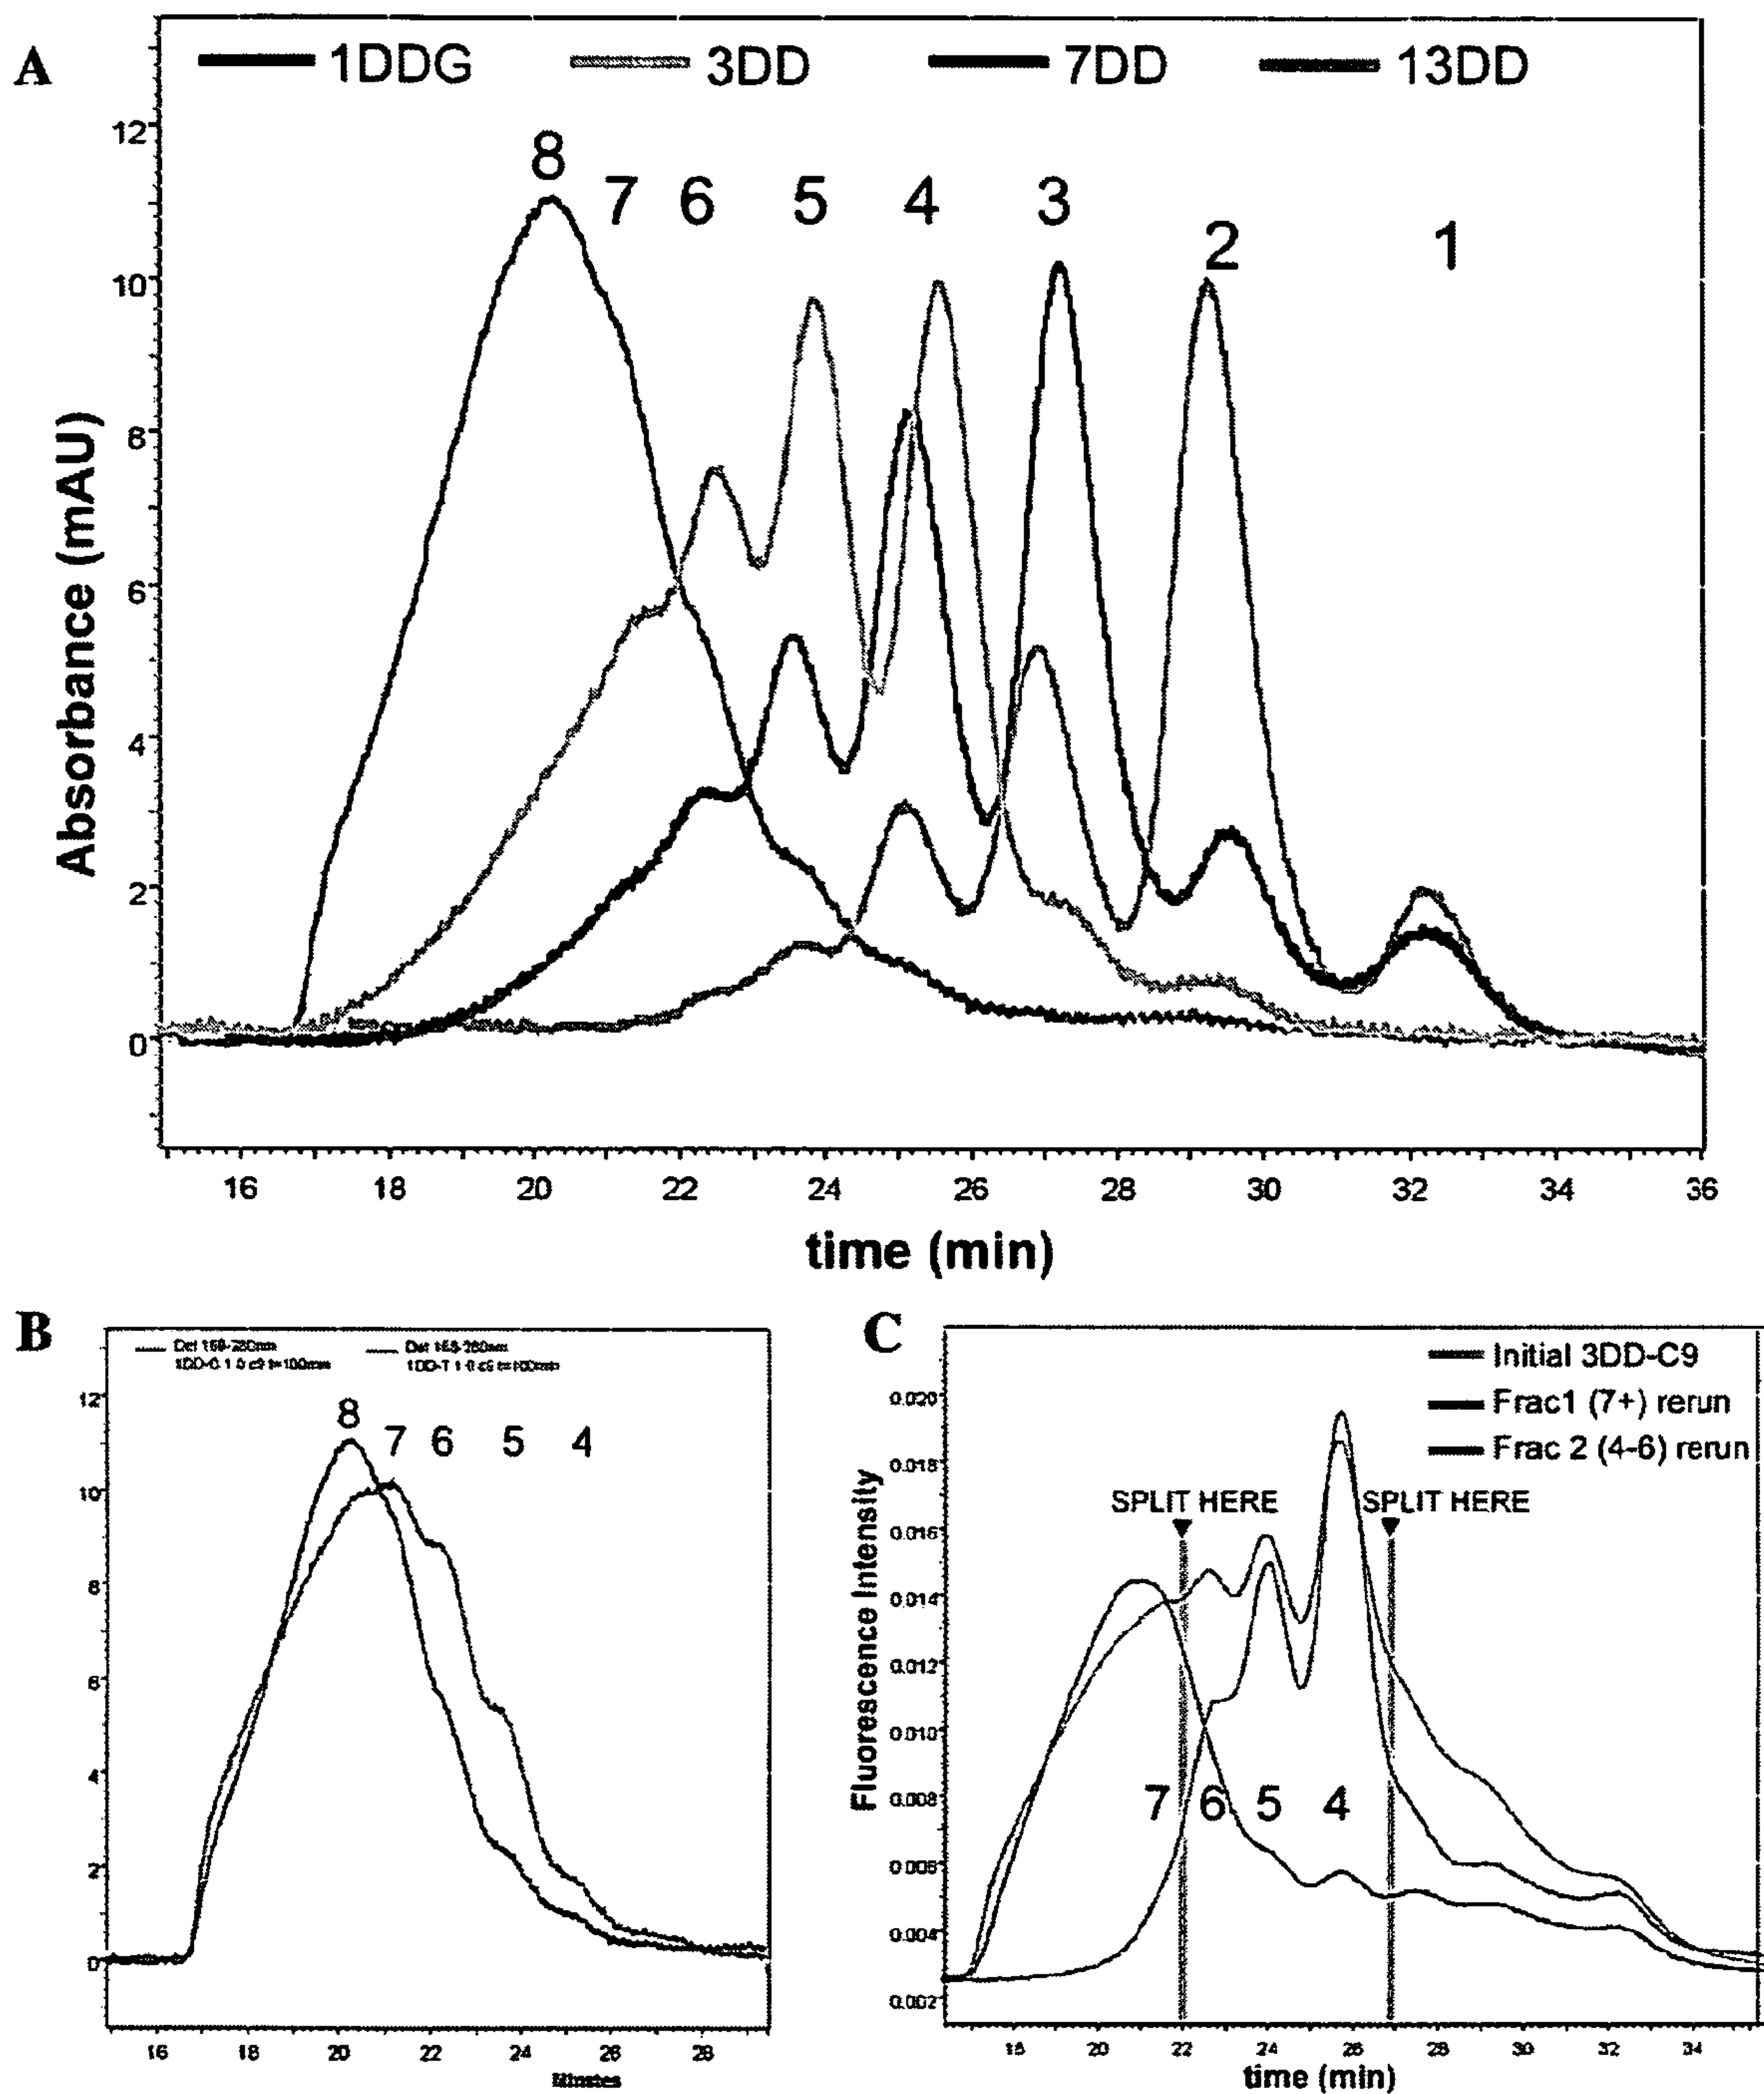 A
1DDG 3DD 7DD 13DD
8 7 6 5 4 3 2 1
12
10
8
6
4
2
0
Absorbance (mAU)
16 18 20 22 24 26 28 30 32 34 36
time (min)
B
8 7 6 5 4
12
10
8
6
4
2
0
16 18 20 22 24 26 28
Minutes
C
Initial 3DD-C9
Frac1 (7+) rerun
Frac 2 (4-6) rerun
SPLIT HERE SPLIT HERE
0.020
0.018
0.016
0.014
0.012
0.010
0.008
0.006
0.004
0.002
Fluorescence Intensity
7 6 5 4
18 20 22 24 26 28 30 32 34
time (min)